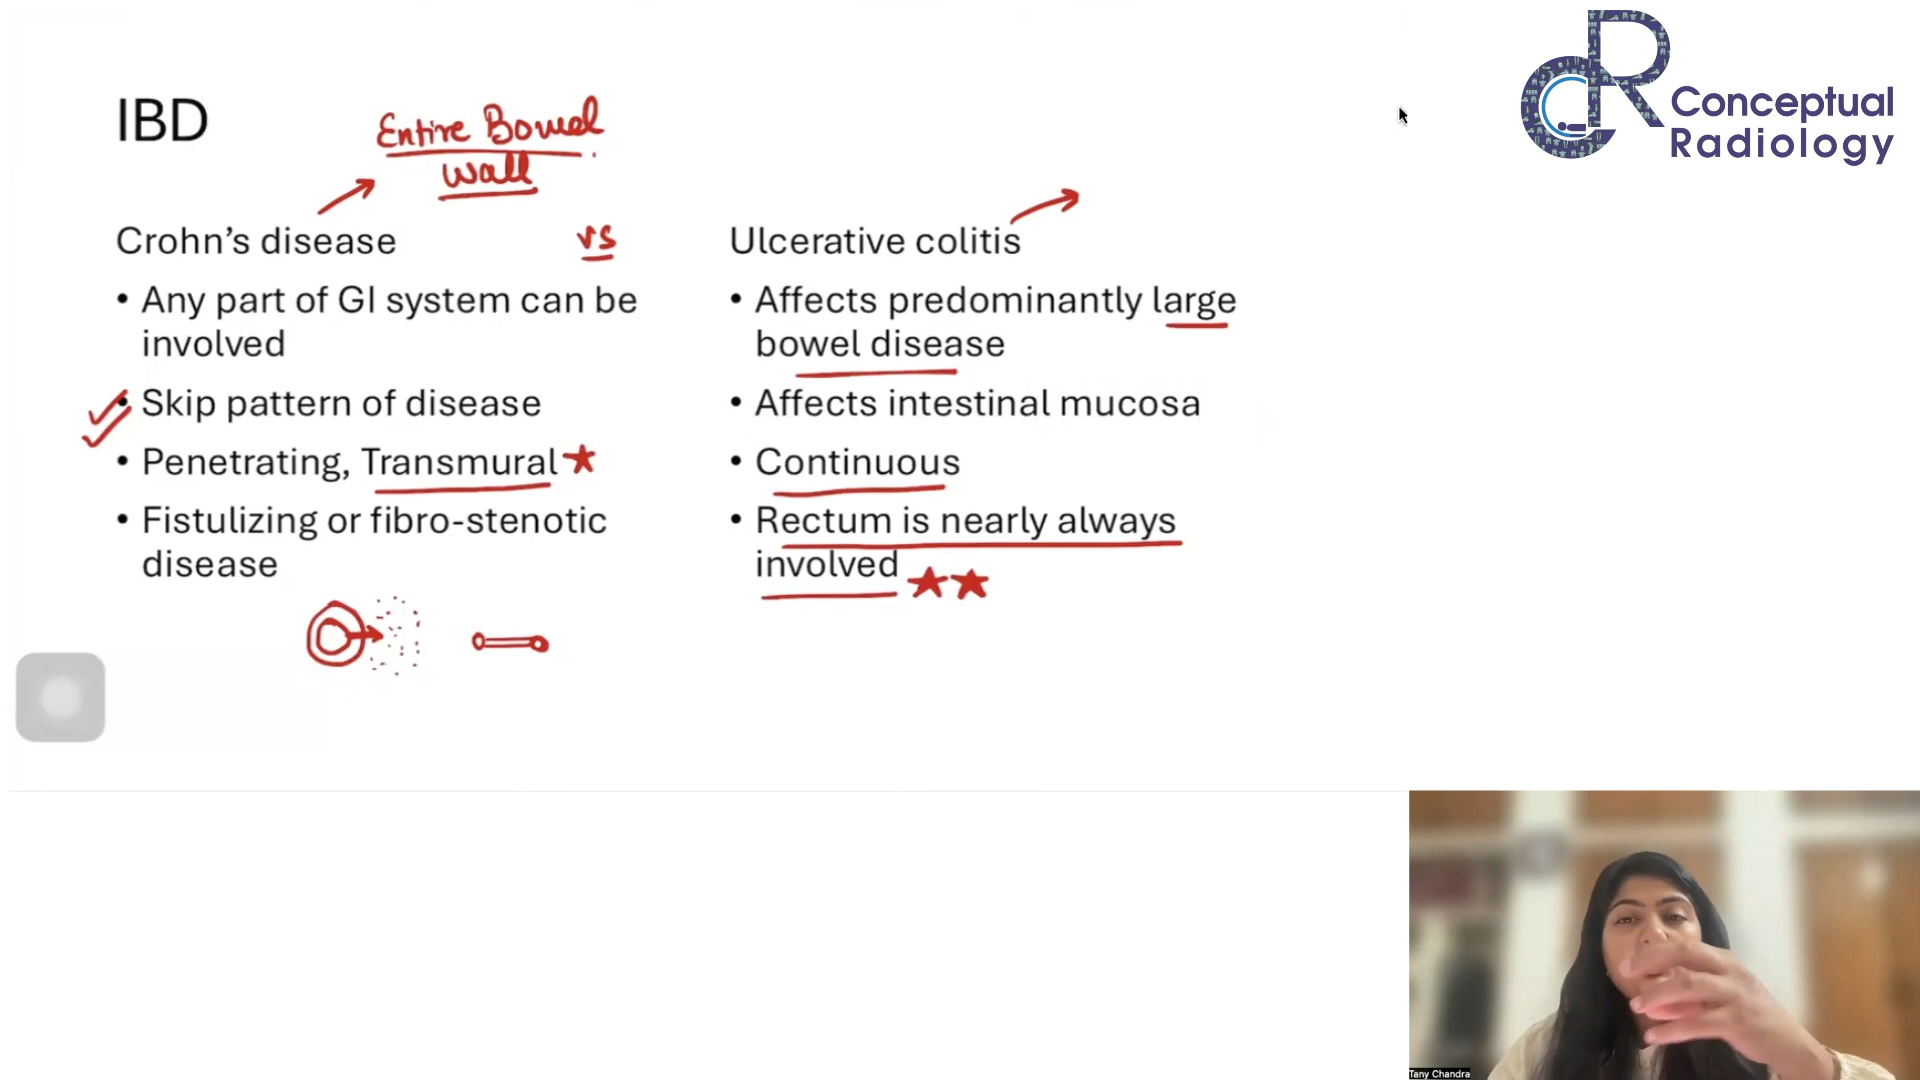 IBD
Entire Bowel
Wall
Conceptual
Radiology
Crohn’s disease
vs
• Any part of GI system can be
involved
• Skip pattern of disease
• Penetrating, Transmural
• Fistulizing or fibro-stenotic
disease
Ulcerative colitis
• Affects predominantly large
bowel disease
• Affects intestinal mucosa
• Continuous
• Rectum is nearly always
involved
Tany Chandra